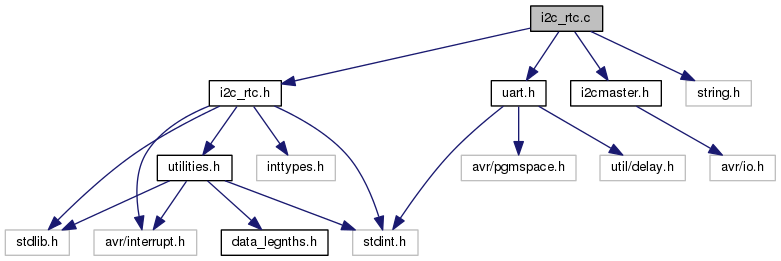 i2c_rtc.c
i2c_rtc.h
uart.h
i2cmaster.h
string.h
utilities.h
inttypes.h
avr/pgmspace.h
util/delay.h
avr/io.h
stdlib.h
avr/interrupt.h
data_legnths.h
stdint.h